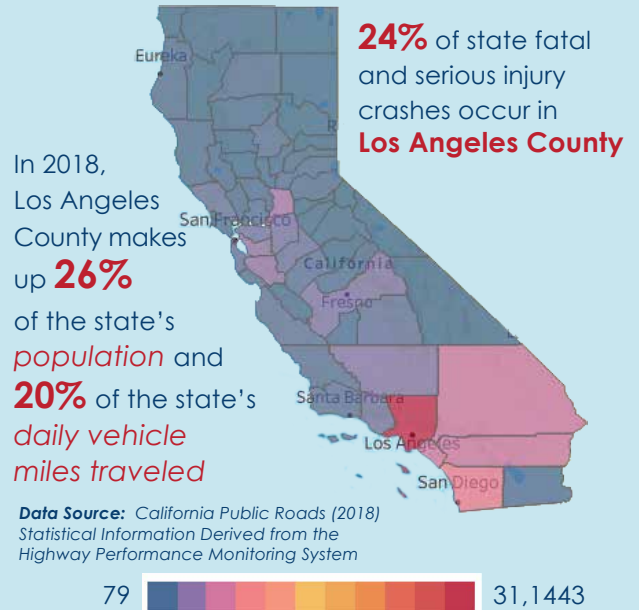 24% of state fatal
and serious injury
crashes occur in
Los Angeles County
In 2018,
Los Angeles
County makes
up 26%
of the state's
population and
20% of the state's
daily vehicle
miles traveled
Eureka
R
San Francisco
California
Fresno
L
Santa Barbara
Los Angeles
San Diego
Data Source: California Public Roads (2018)
Statistical Information Derived from the
Highway Performance Monitoring System
79
31,1443